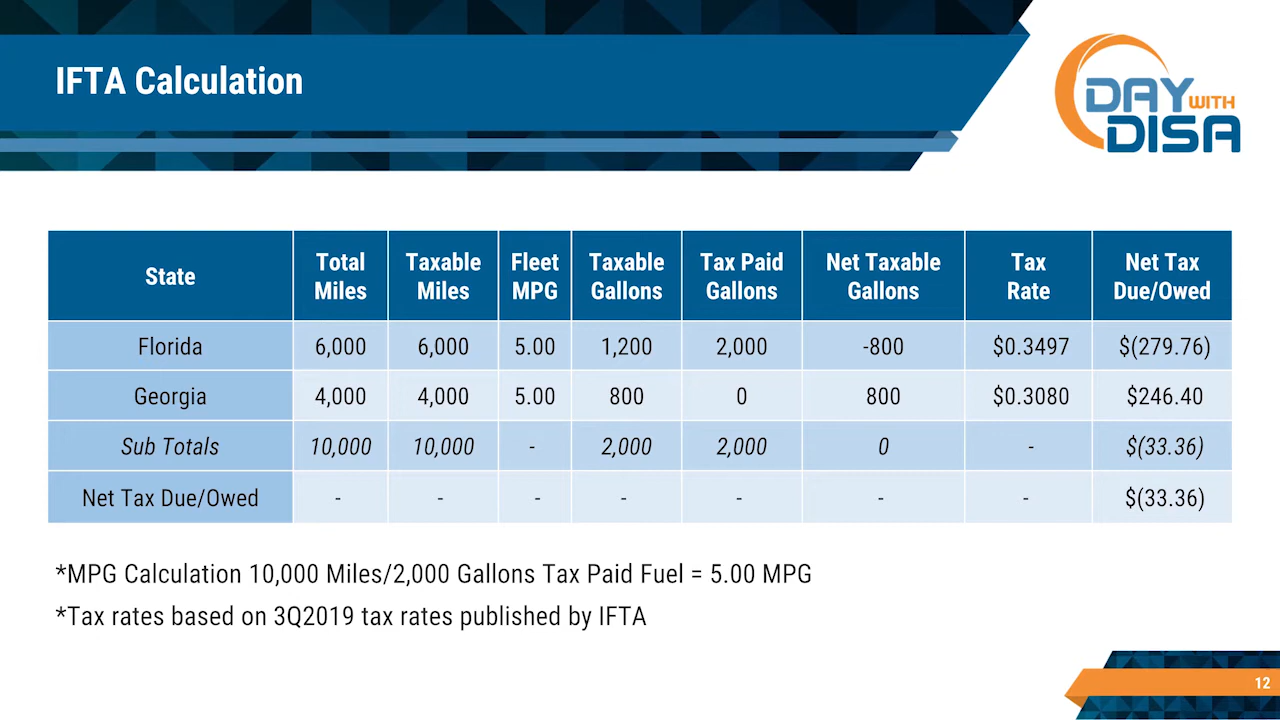 IFTA Calculation
DAY WITH
DISA
State Total Miles Taxable Miles Fleet MPG Taxable Gallons Tax Paid Gallons Net Taxable Gallons Tax Rate Net Tax Due/Owed
Florida 6,000 6,000 5.00 1,200 2,000 -800 $0.3497 $(279.76)
Georgia 4,000 4,000 5.00 800 0 800 $0.3080 $246.40
Sub Totals 10,000 10,000 - 2,000 2,000 0 - $(33.36)
Net Tax Due/Owed - - - - - - - $(33.36)
*MPG Calculation 10,000 Miles/2,000 Gallons Tax Paid Fuel = 5.00 MPG
*Tax rates based on 3Q2019 tax rates published by IFTA
12